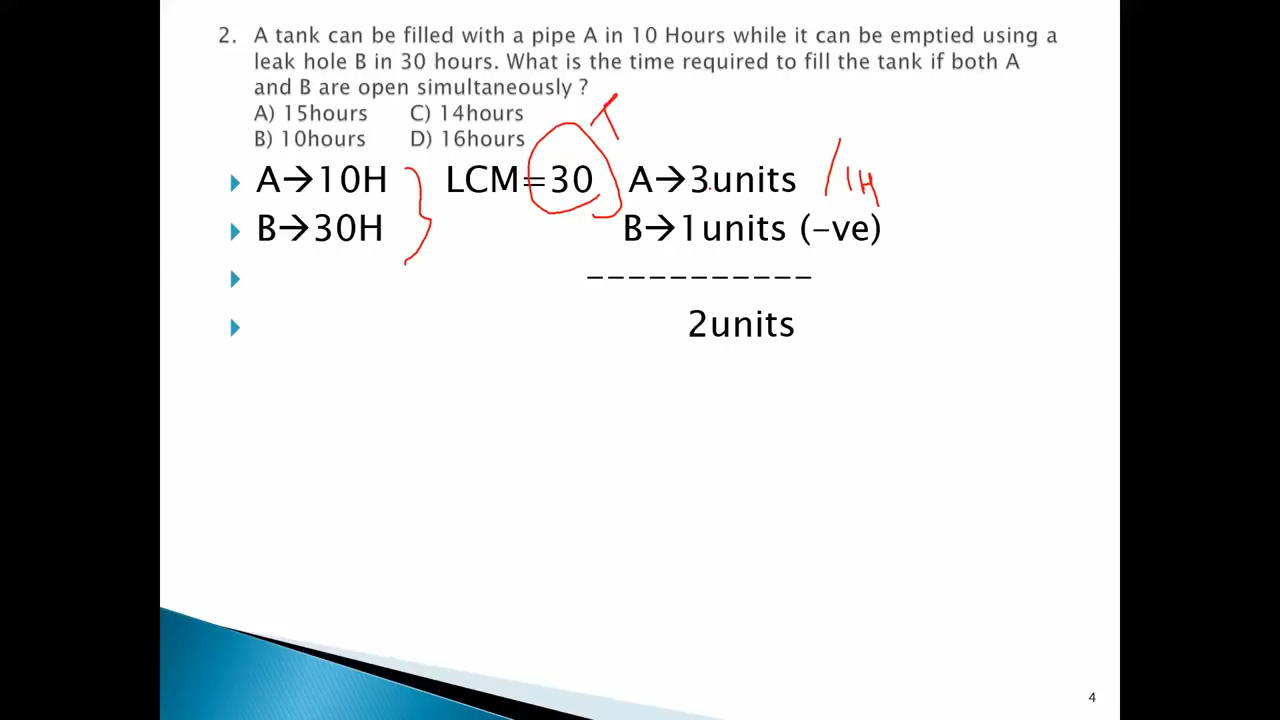 2. A tank can be filled with a pipe A in 10 Hours while it can be emptied using a
leak hole B in 30 hours. What is the time required to fill the tank if both A
and B are open simultaneously ?
A) 15hours C) 14hours
B) 10hours D) 16hours
T
A→10H LCM=30 A→3units /1H
B→30H B→1units (-ve)
-----------
2units
4